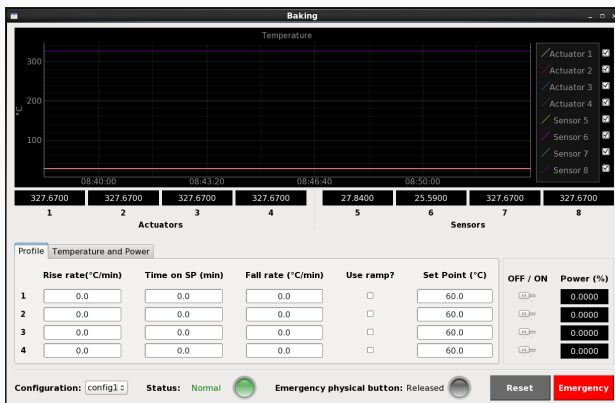 Baking
Temperature
°C
300
200
100
08:40:00 08:43:20 08:46:40 08:50:00
Actuator 1
Actuator 2
Actuator 3
Actuator 4
Sensor 5
Sensor 6
Sensor 7
Sensor 8
327.6700 327.6700 327.6700 327.6700 27.8400 25.5900 327.6700 327.6700
1 2 3 4 5 6 7 8
Actuators Sensors
Profile Temperature and Power
Rise rate(°C/min) Time on SP (min) Fall rate (°C/min) Use ramp? Set Point (°C) OFF / ON Power (%)
1 0.0 0.0 0.0 60.0 0.0000
2 0.0 0.0 0.0 60.0 0.0000
3 0.0 0.0 0.0 60.0 0.0000
4 0.0 0.0 0.0 60.0 0.0000
Configuration: config1 Status: Normal Emergency physical button: Released Reset Emergency